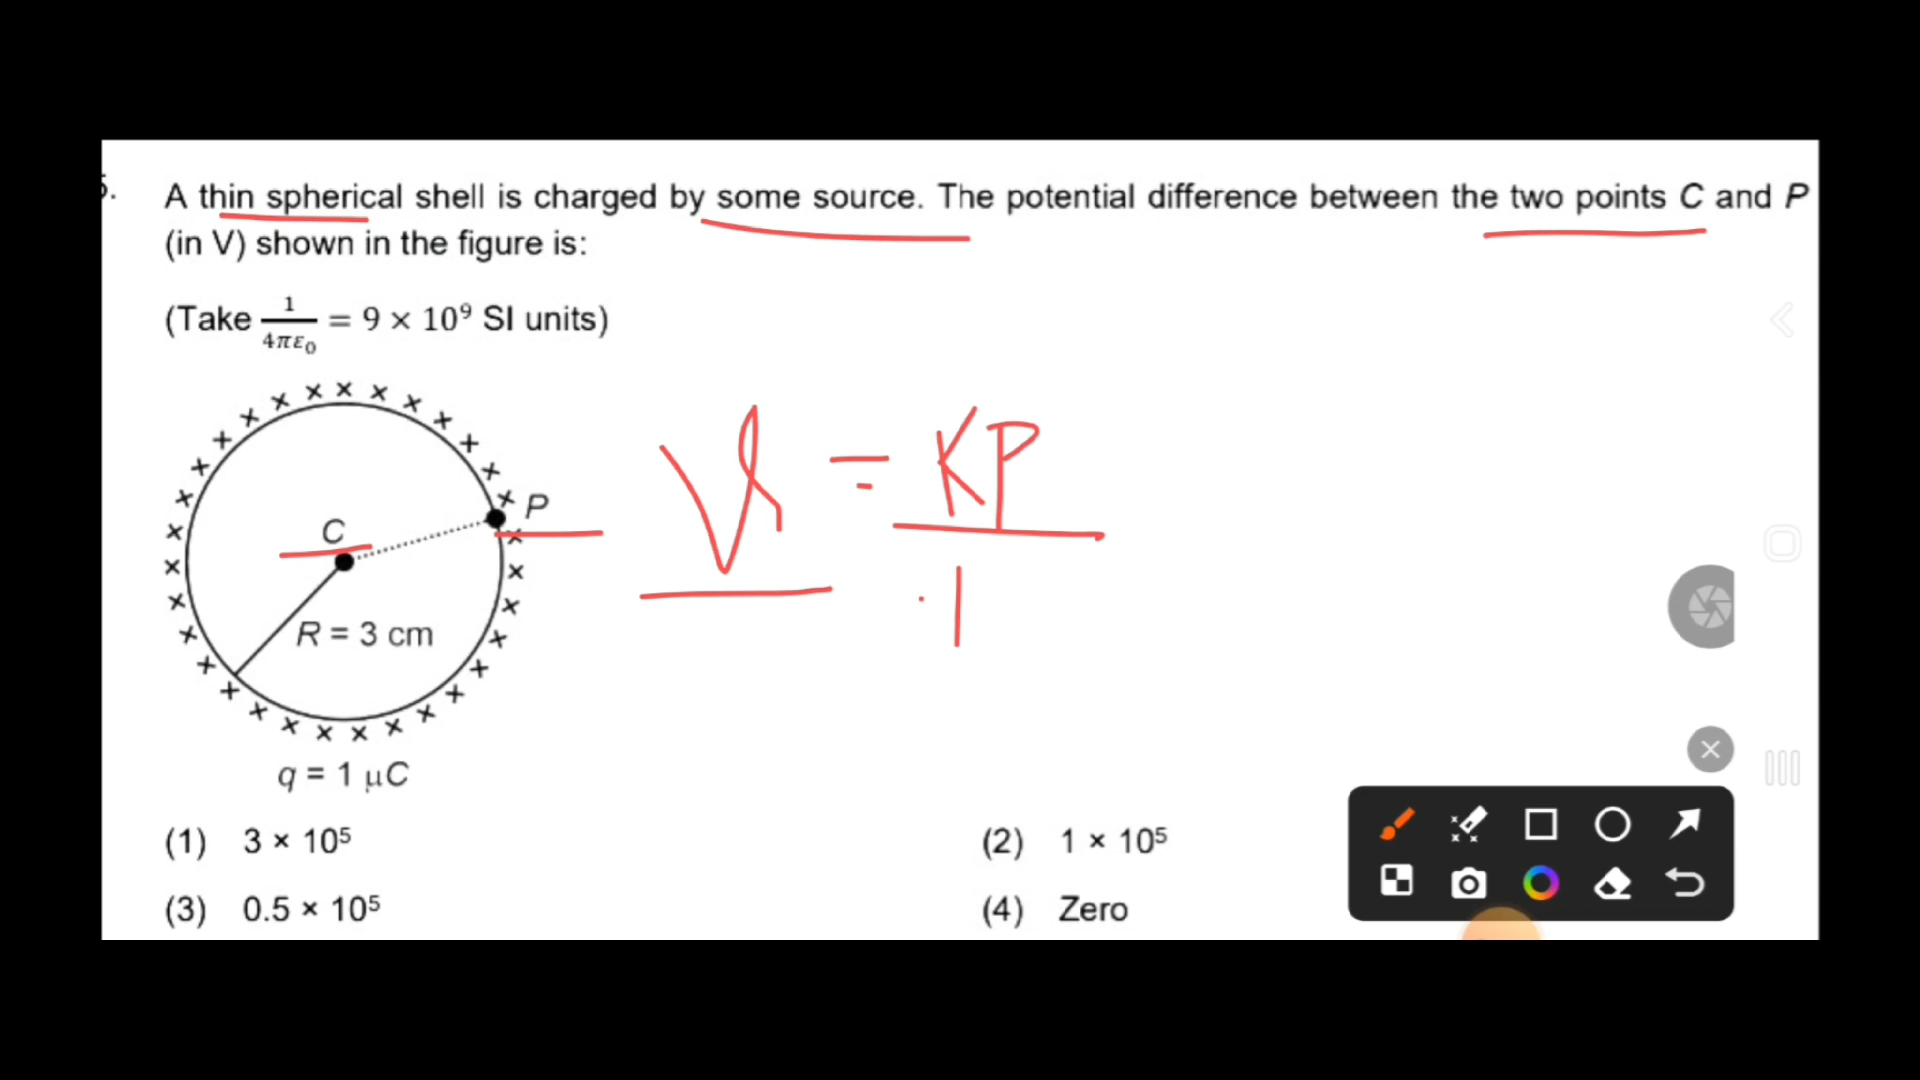 5. A thin spherical shell is charged by some source. The potential difference between the two points C and P
(in V) shown in the figure is:
(Take 1/4πε₀ = 9 × 10⁹ SI units)
P
C
R = 3 cm
q = 1 μC
= KP
(1) 3 × 10⁵
(2) 1 × 10⁵
(3) 0.5 × 10⁵
(4) Zero